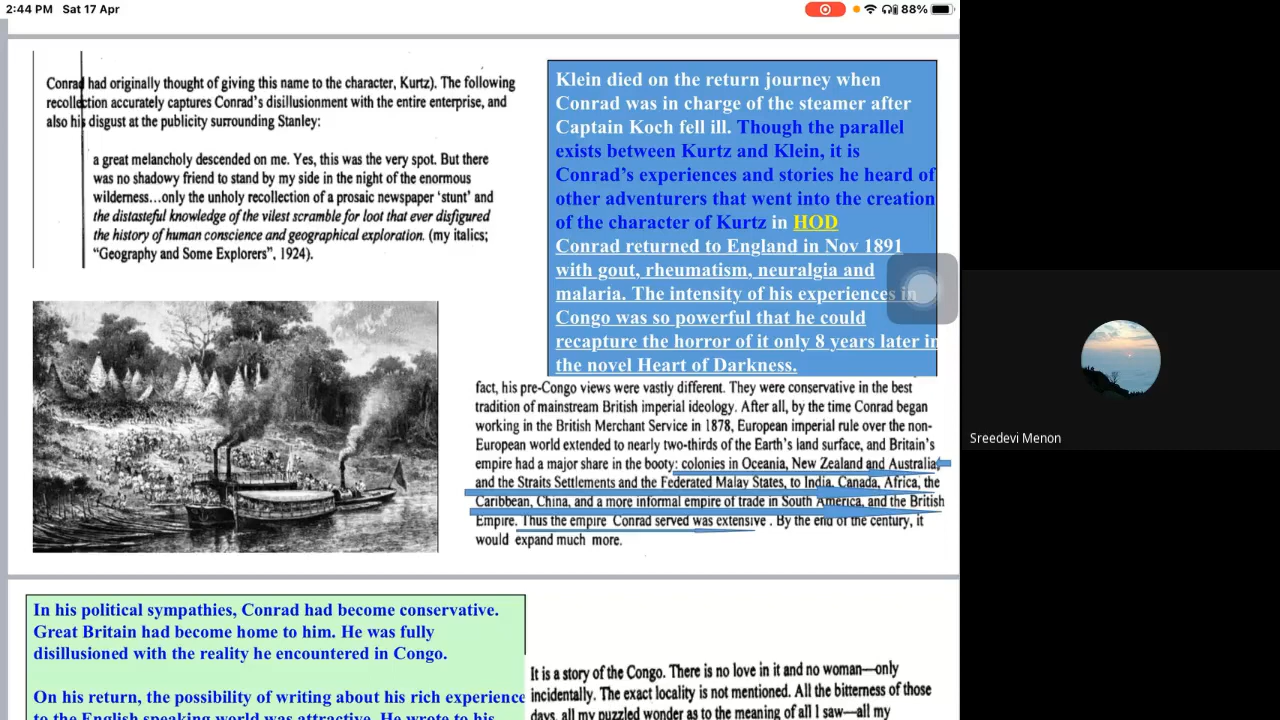 2:44 PM Sat 17 Apr
88%
Conrad had originally thought of giving this name to the character, Kurtz). The following
recollection accurately captures Conrad's disillusionment with the entire enterprise, and
also his disgust at the publicity surrounding Stanley:
a great melancholy descended on me. Yes, this was the very spot. But there
was no shadowy friend to stand by my side in the night of the enormous
wilderness…only the unholy recollection of a prosaic newspaper 'stunt' and
the distasteful knowledge of the vilest scramble for loot that ever disfigured
the history of human conscience and geographical exploration. (my italics;
"Geography and Some Explorers", 1924).
Klein died on the return journey when
Conrad was in charge of the steamer after
Captain Koch fell ill. Though the parallel
exists between Kurtz and Klein, it is
Conrad's experiences and stories he heard of
other adventurers that went into the creation
of the character of Kurtz in HOD
Conrad returned to England in Nov 1891
with gout, rheumatism, neuralgia and
malaria. The intensity of his experiences in
Congo was so powerful that he could
recapture the horror of it only 8 years later in
the novel Heart of Darkness.
fact, his pre-Congo views were vastly different. They were conservative in the best
tradition of mainstream British imperial ideology. After all, by the time Conrad began
working in the British Merchant Service in 1878, European imperial rule over the non-
European world extended to nearly two-thirds of the Earth's land surface, and Britain's
empire had a major share in the booty: colonies in Oceania, New Zealand and Australia,
and the Straits Settlements and the Federated Malay States, to India, Canada, Africa, the
Caribbean, China, and a more informal empire of trade in South America, and the British
Empire. Thus the empire Conrad served was extensive . By the end of the century, it
would expand much more.
Sreedevi Menon
In his political sympathies, Conrad had become conservative.
Great Britain had become home to him. He was fully
disillusioned with the reality he encountered in Congo.
On his return, the possibility of writing about his rich experience
to the English speaking world was attractive. He wrote to his
It is a story of the Congo. There is no love in it and no woman—only
incidentally. The exact locality is not mentioned. All the bitterness of those
days, all my puzzled wonder as to the meaning of all I saw—all my